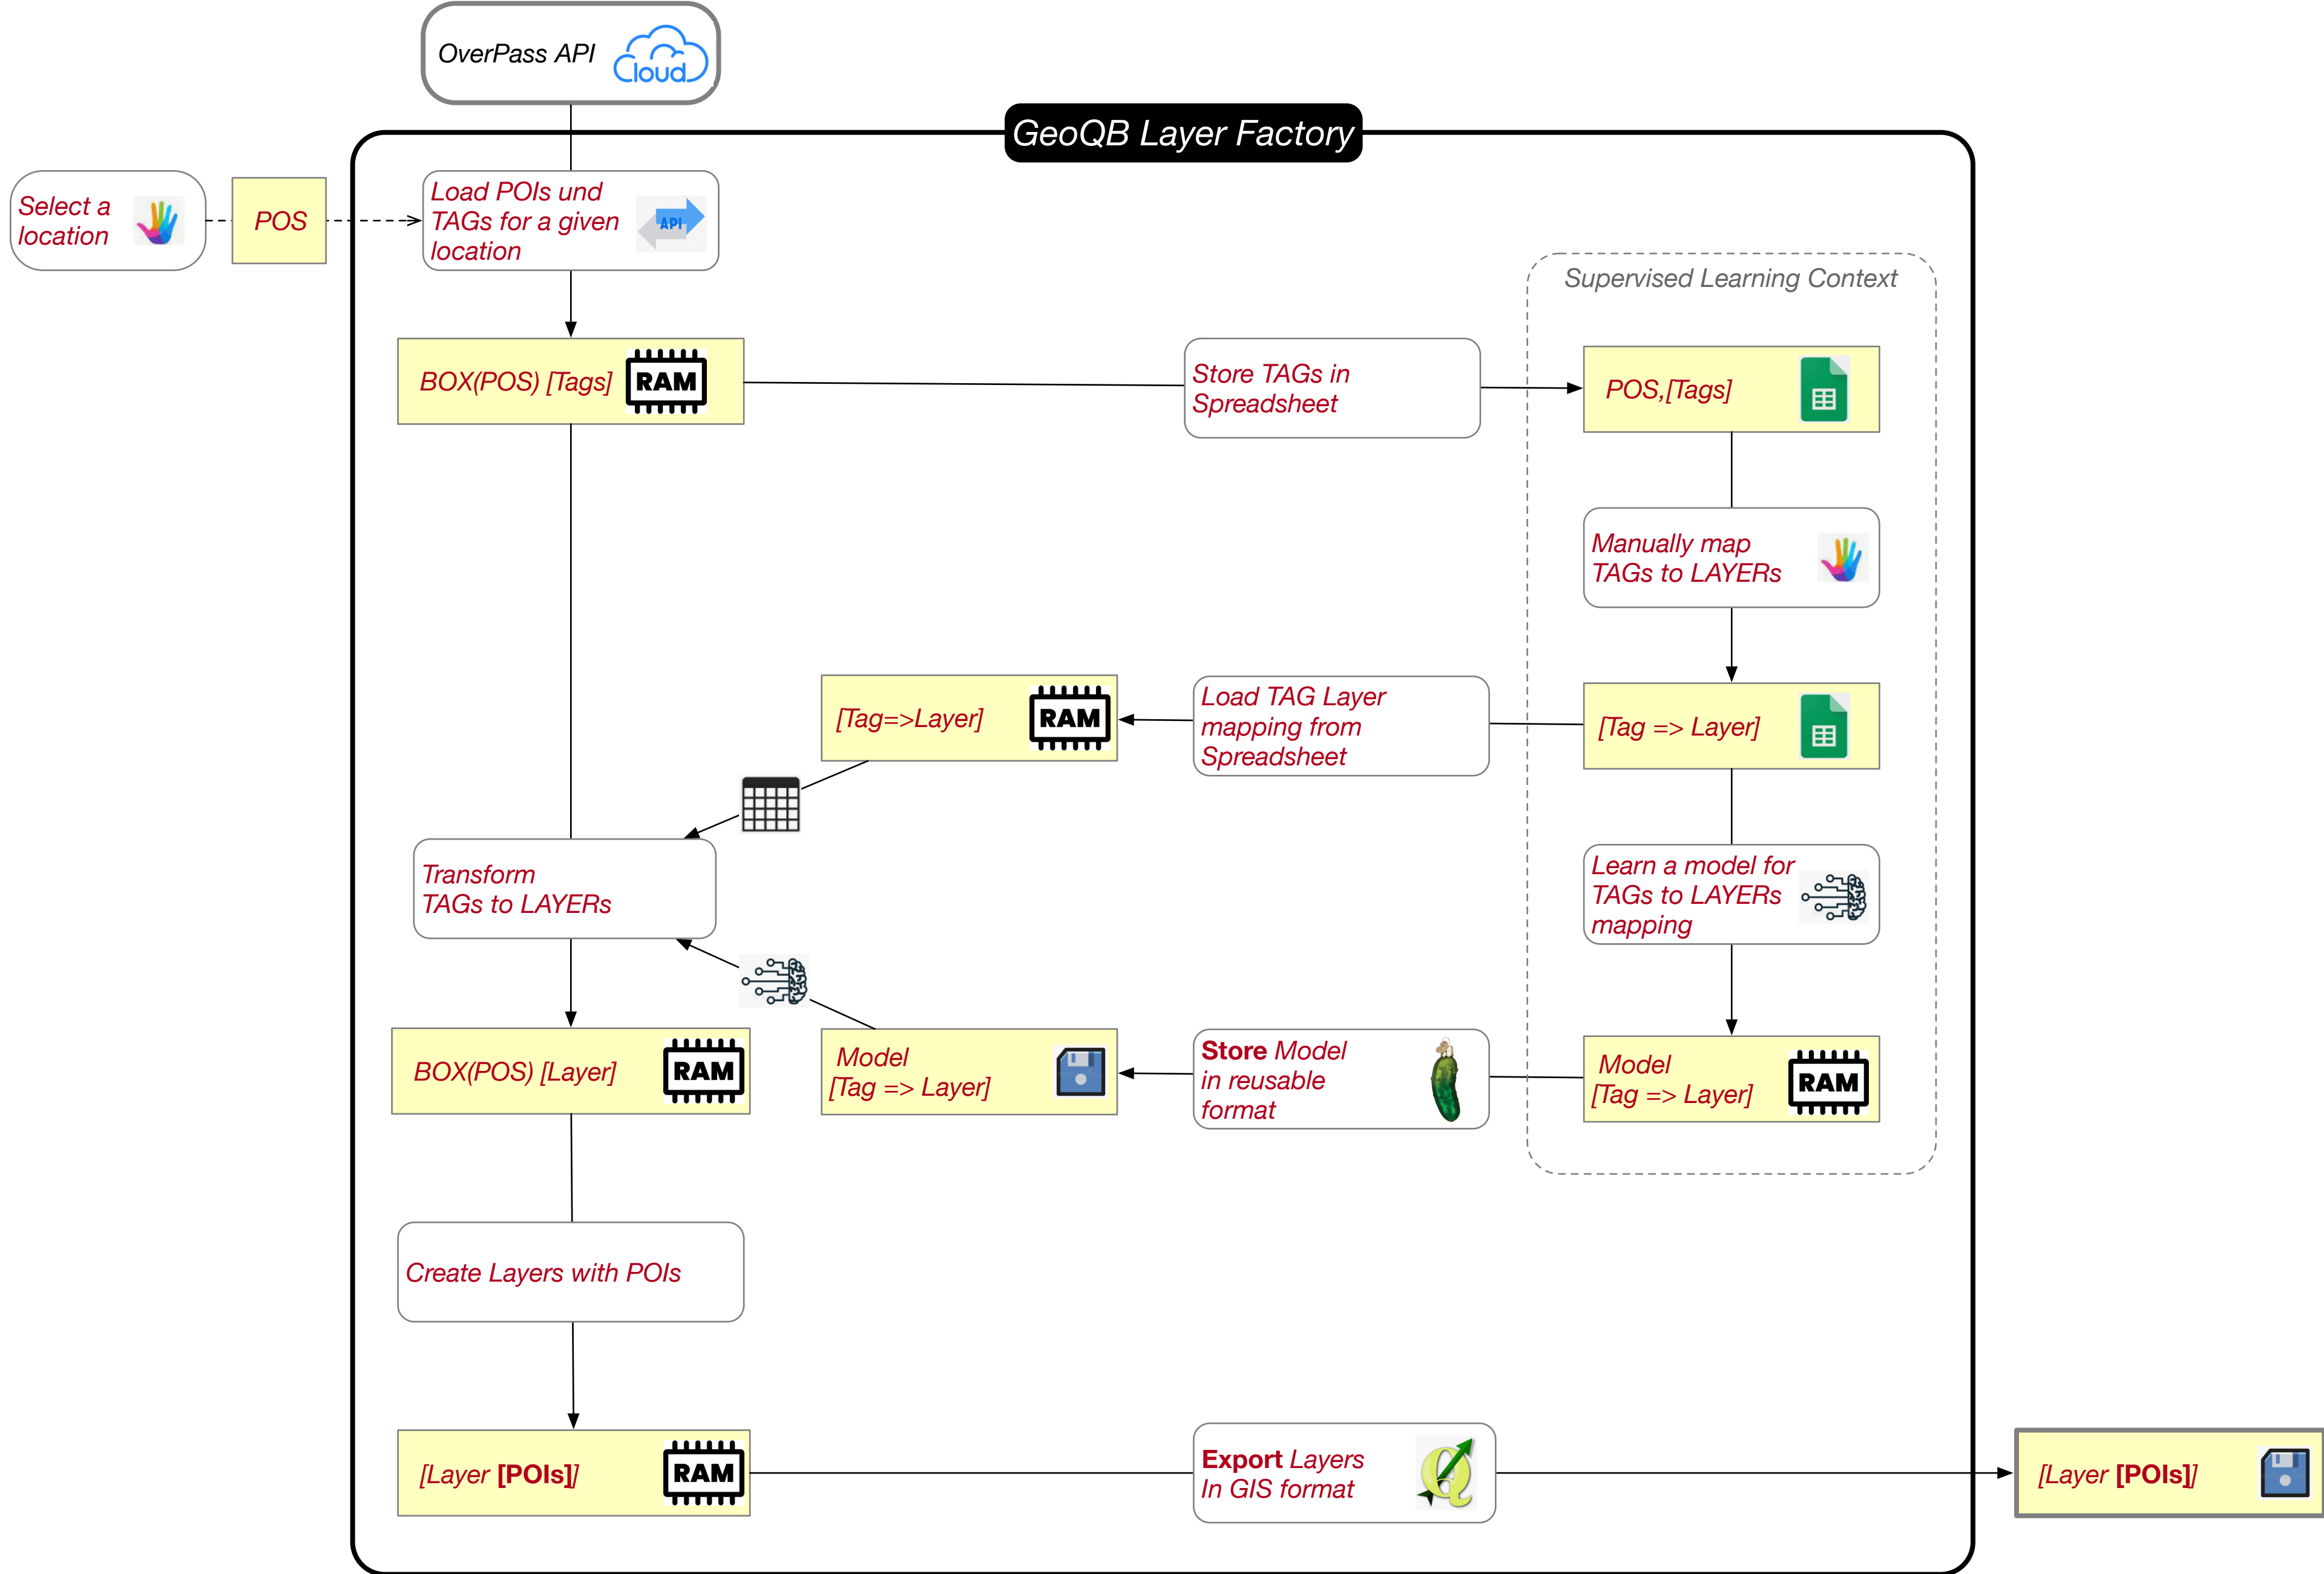 OverPass API
Cloud
GeoQB Layer Factory
Select a
location
POS
Load POIs und
TAGs for a given
location
API
Supervised Learning Context
BOX(POS) [Tags]
RAM
Store TAGs in
Spreadsheet
POS,[Tags]
Manually map
TAGs to LAYERs
[Tag=>Layer]
RAM
Load TAG Layer
mapping from
Spreadsheet
[Tag => Layer]
Transform
TAGs to LAYERs
Learn a model for
TAGs to LAYERs
mapping
BOX(POS) [Layer]
RAM
Model
[Tag => Layer]
Store Model
in reusable
format
Model
[Tag => Layer]
RAM
Create Layers with POIs
[Layer [POIs]]
RAM
Export Layers
In GIS format
[Layer [POIs]]